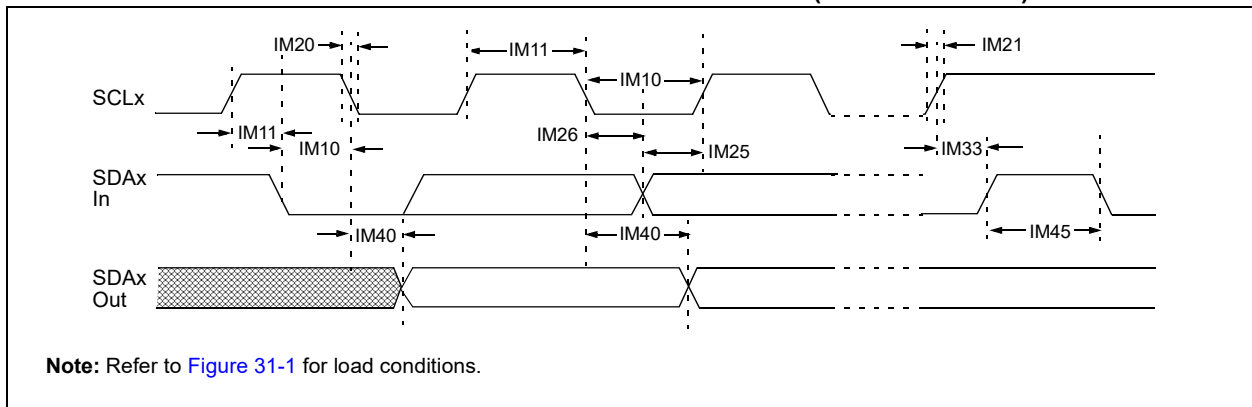 IM20
IM11
IM21
IM10
SCLx
IM11
IM26
IM10
IM25
IM33
SDAx
In
IM40
IM40
IM45
SDAx
Out
Note: Refer to Figure 31-1 for load conditions.